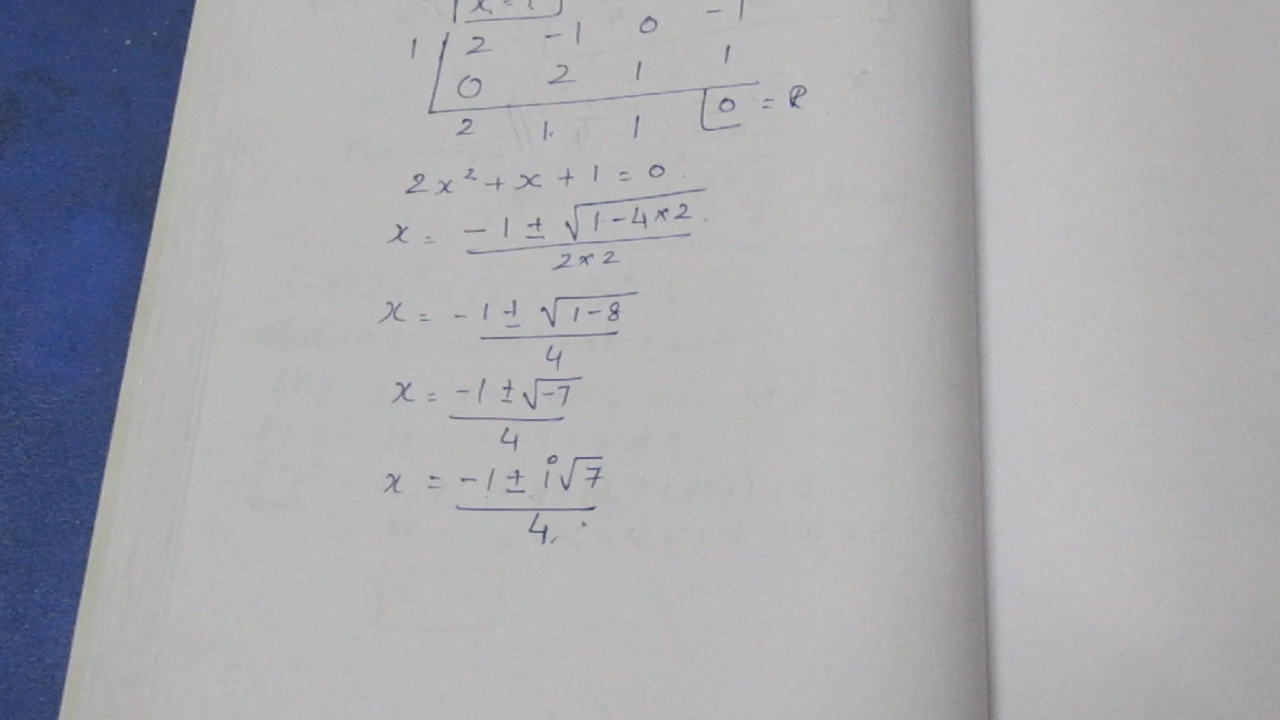 x = 1
1 | 2 -1 0 -1
0 2 1 1
2 1 1 0 = R
2x² + x + 1 = 0
x = (-1 ± √(1-4×2)) / (2×2)
x = (-1 ± √(1-8)) / 4
x = (-1 ± √-7) / 4
x = (-1 ± i√7) / 4.